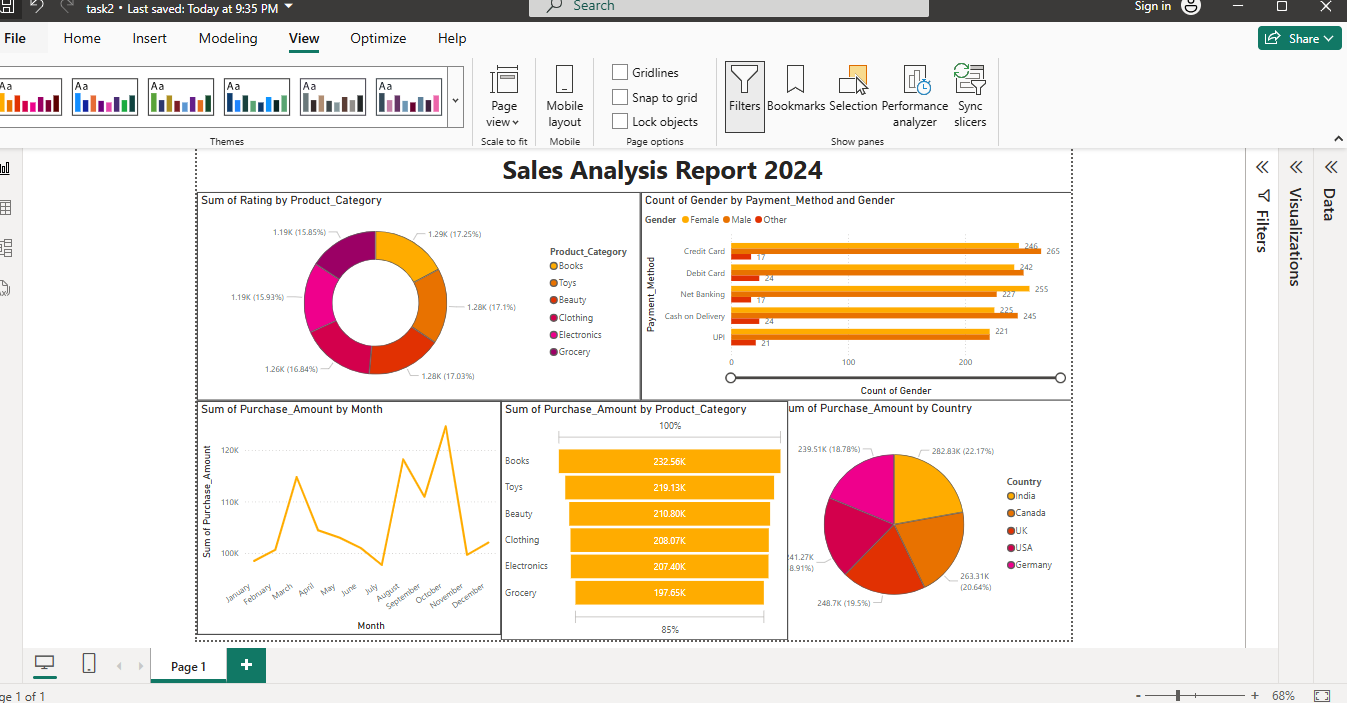 task2 • Last saved: Today at 9:35 PM
Search
Sign in
File Home Insert Modeling View Optimize Help
Share
Aa Aa Aa Aa Aa Aa
Themes
Page view
Scale to fit
Mobile layout
Mobile
Gridlines
Snap to grid
Lock objects
Page options
Filters
Bookmarks
Selection
Performance analyzer
Sync slicers
Show panes
Sales Analysis Report 2024
Sum of Rating by Product_Category
1.19K (15.85%)
1.29K (17.25%)
1.19K (15.93%)
1.28K (17.1%)
1.26K (16.84%)
1.28K (17.03%)
Product_Category
Books
Toys
Beauty
Clothing
Electronics
Grocery
Count of Gender by Payment_Method and Gender
Gender Female Male Other
Payment_Method
Credit Card 246 265 17
Debit Card 242 24
Net Banking 255 227 17
Cash on Delivery 225 245 24
UPI 221 21
0 100 200
Count of Gender
Sum of Purchase_Amount by Month
Sum of Purchase_Amount
120K
110K
100K
January February March April May June July August September October November December
Month
Sum of Purchase_Amount by Product_Category
100%
Books 232.56K
Toys 219.13K
Beauty 210.80K
Clothing 208.07K
Electronics 207.40K
Grocery 197.65K
85%
um of Purchase_Amount by Country
239.51K (18.78%)
282.83K (22.17%)
41.27K
8.91%)
263.31K
(20.64%)
248.7K (19.5%)
Country
India
Canada
UK
USA
Germany
Filters
Visualizations
Data
Page 1
+
ge 1 of 1
- + 68%